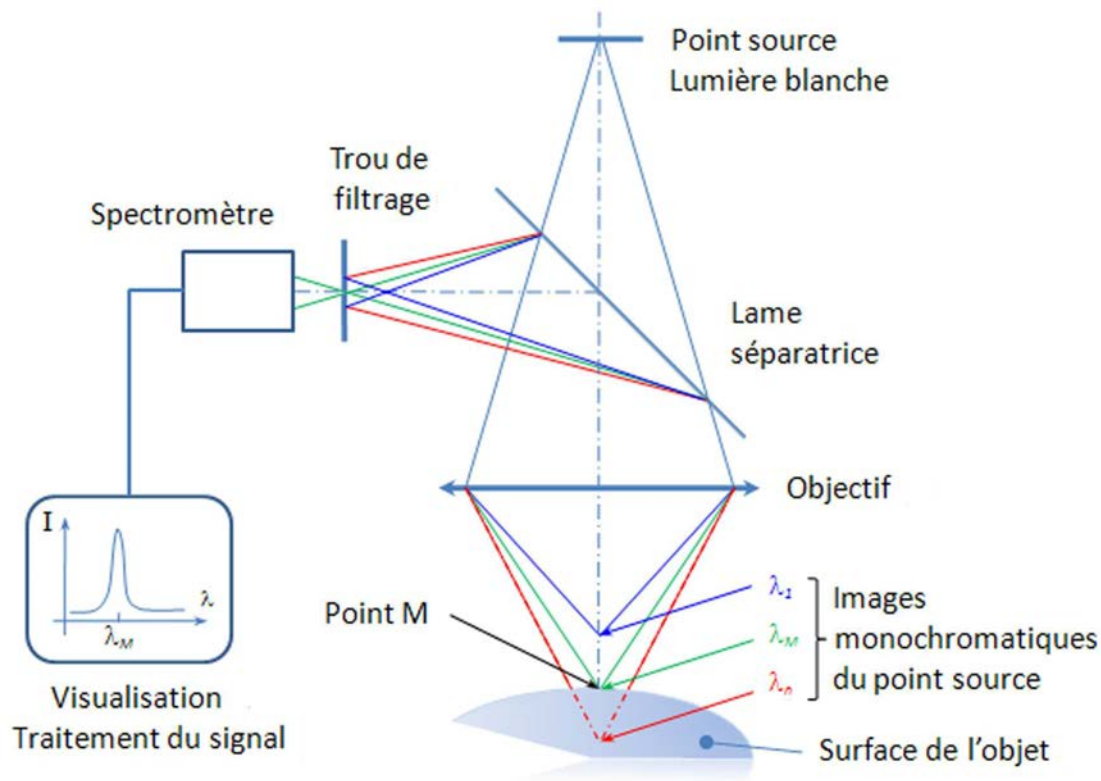 Point source
Lumière blanche
Trou de
filtrage
Spectromètre
Lame
séparatrice
Objectif
I
λ
λM
Point M
λ1
λM
λn
Images
monochromatiques
du point source
Visualisation
Traitement du signal
Surface de l'objet